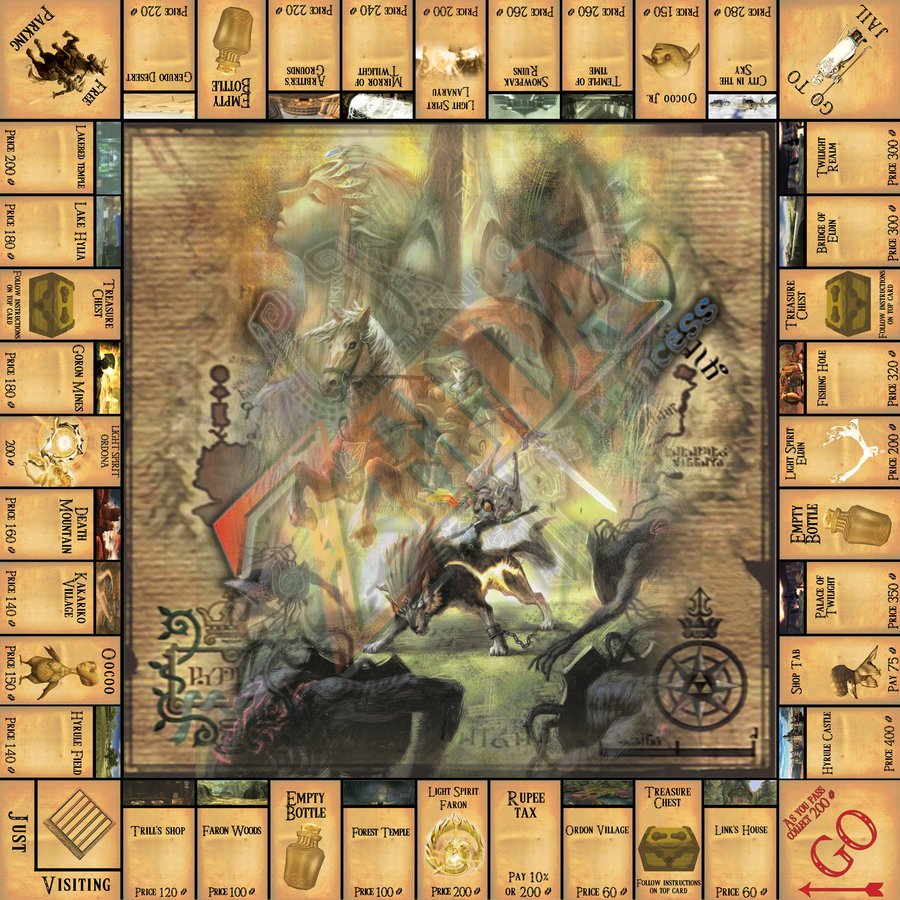 FREE
PARKING
PRICE 220
GERUDO DESERT
EMPTY
BOTTLE
PRICE 220
ARBITER'S
GROUNDS
PRICE 240
MIRROR OF
TWILIGHT
PRICE 200
LIGHT SPIRIT
LANARYU
PRICE 260
SNOWPEAK
RUINS
PRICE 260
TEMPLE OF
TIME
PRICE 150
OOCOO JR.
PRICE 280
CITY IN THE
SKY
GO TO
JAIL
TWILIGHT
REALM
PRICE 300
BRIDGE OF
ELDIN
PRICE 300
TREASURE
CHEST
FOLLOW INSTRUCTIONS
ON TOP CARD
FISHING HOLE
PRICE 320
LIGHT SPIRIT
ELDIN
PRICE 200
EMPTY
BOTTLE
PALACE OF
TWILIGHT
PRICE 350
SHOP TAB
PAY 75
HYRULE CASTLE
PRICE 400
AS YOU PASS
COLLECT 200
GO
LINK'S HOUSE
PRICE 60
TREASURE
CHEST
FOLLOW INSTRUCTIONS
ON TOP CARD
ORDON VILLAGE
PRICE 60
RUPEE
TAX
PAY 10%
OR 200
LIGHT SPIRIT
FARON
PRICE 200
FOREST TEMPLE
PRICE 100
EMPTY
BOTTLE
FARON WOODS
PRICE 100
TRILL'S SHOP
PRICE 120
JUST
VISITING
HYRULE FIELD
PRICE 140
OOCOO
PRICE 150
KAKARIKO
VILLAGE
PRICE 140
DEATH
MOUNTAIN
PRICE 160
LIGHT SPIRIT
ORDONA
200
GORON MINES
PRICE 180
TREASURE
CHEST
FOLLOW INSTRUCTIONS
ON TOP CARD
LAKE HYLIA
PRICE 180
LAKEBED TEMPLE
PRICE 200